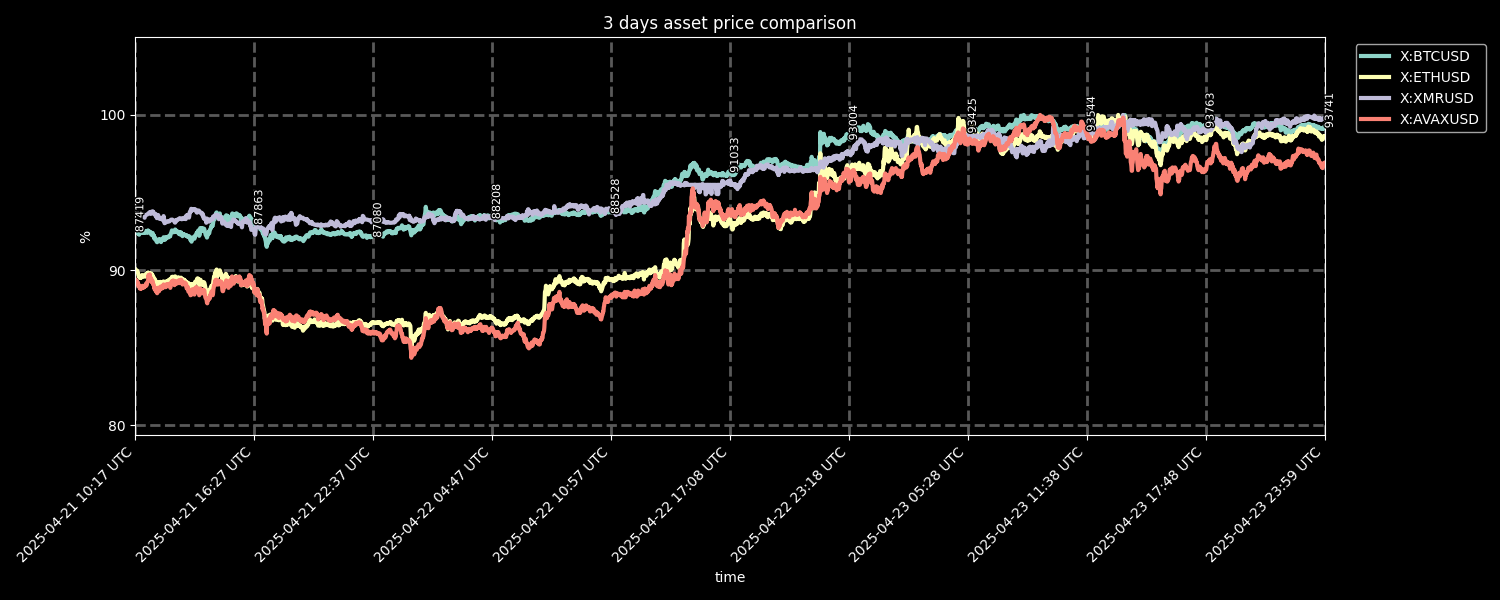 3 days asset price comparison
X:BTCUSD
X:ETHUSD
X:XMRUSD
X:AVAXUSD
100
90
80
%
87419
87863
87080
88208
88528
91033
93004
93425
93544
93763
93741
2025-04-21 10:17 UTC
2025-04-21 16:27 UTC
2025-04-21 22:37 UTC
2025-04-22 04:47 UTC
2025-04-22 10:57 UTC
2025-04-22 17:08 UTC
2025-04-22 23:18 UTC
2025-04-23 05:28 UTC
2025-04-23 11:38 UTC
2025-04-23 17:48 UTC
2025-04-23 23:59 UTC
time